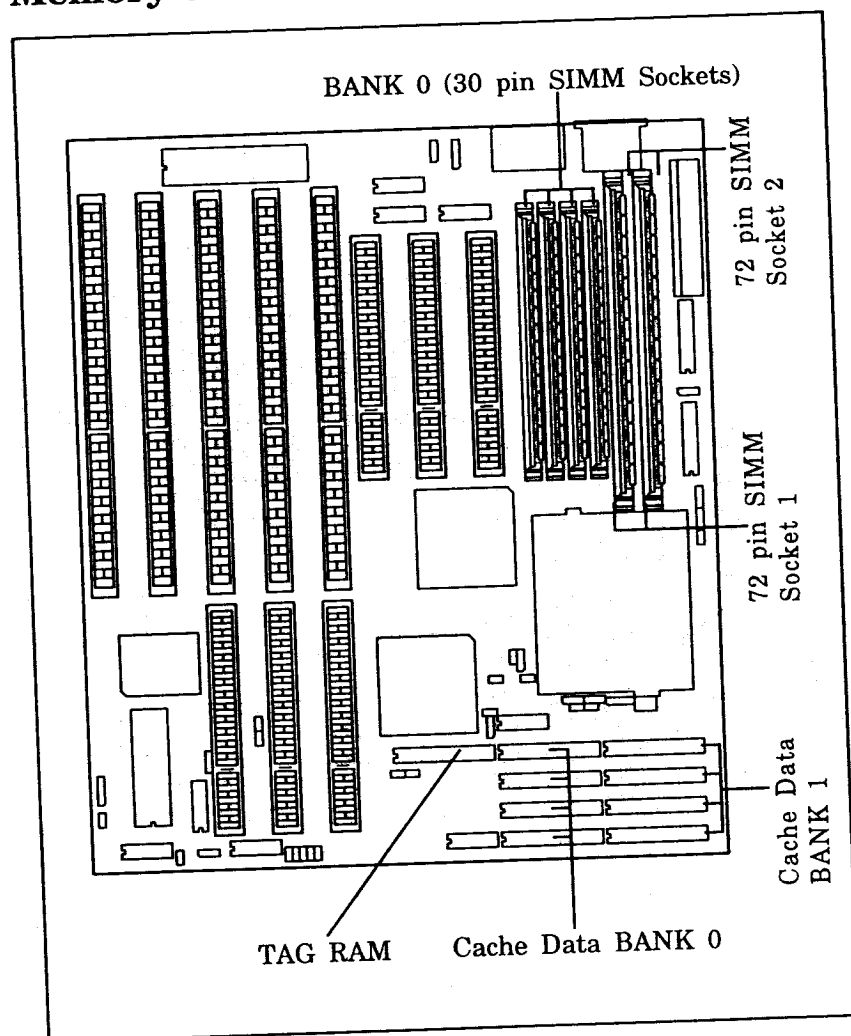 Memory
BANK 0 (30 pin SIMM Sockets)
72 pin SIMM
Socket 2
72 pin SIMM
Socket 1
Cache Data
BANK 1
TAG RAM
Cache Data BANK 0